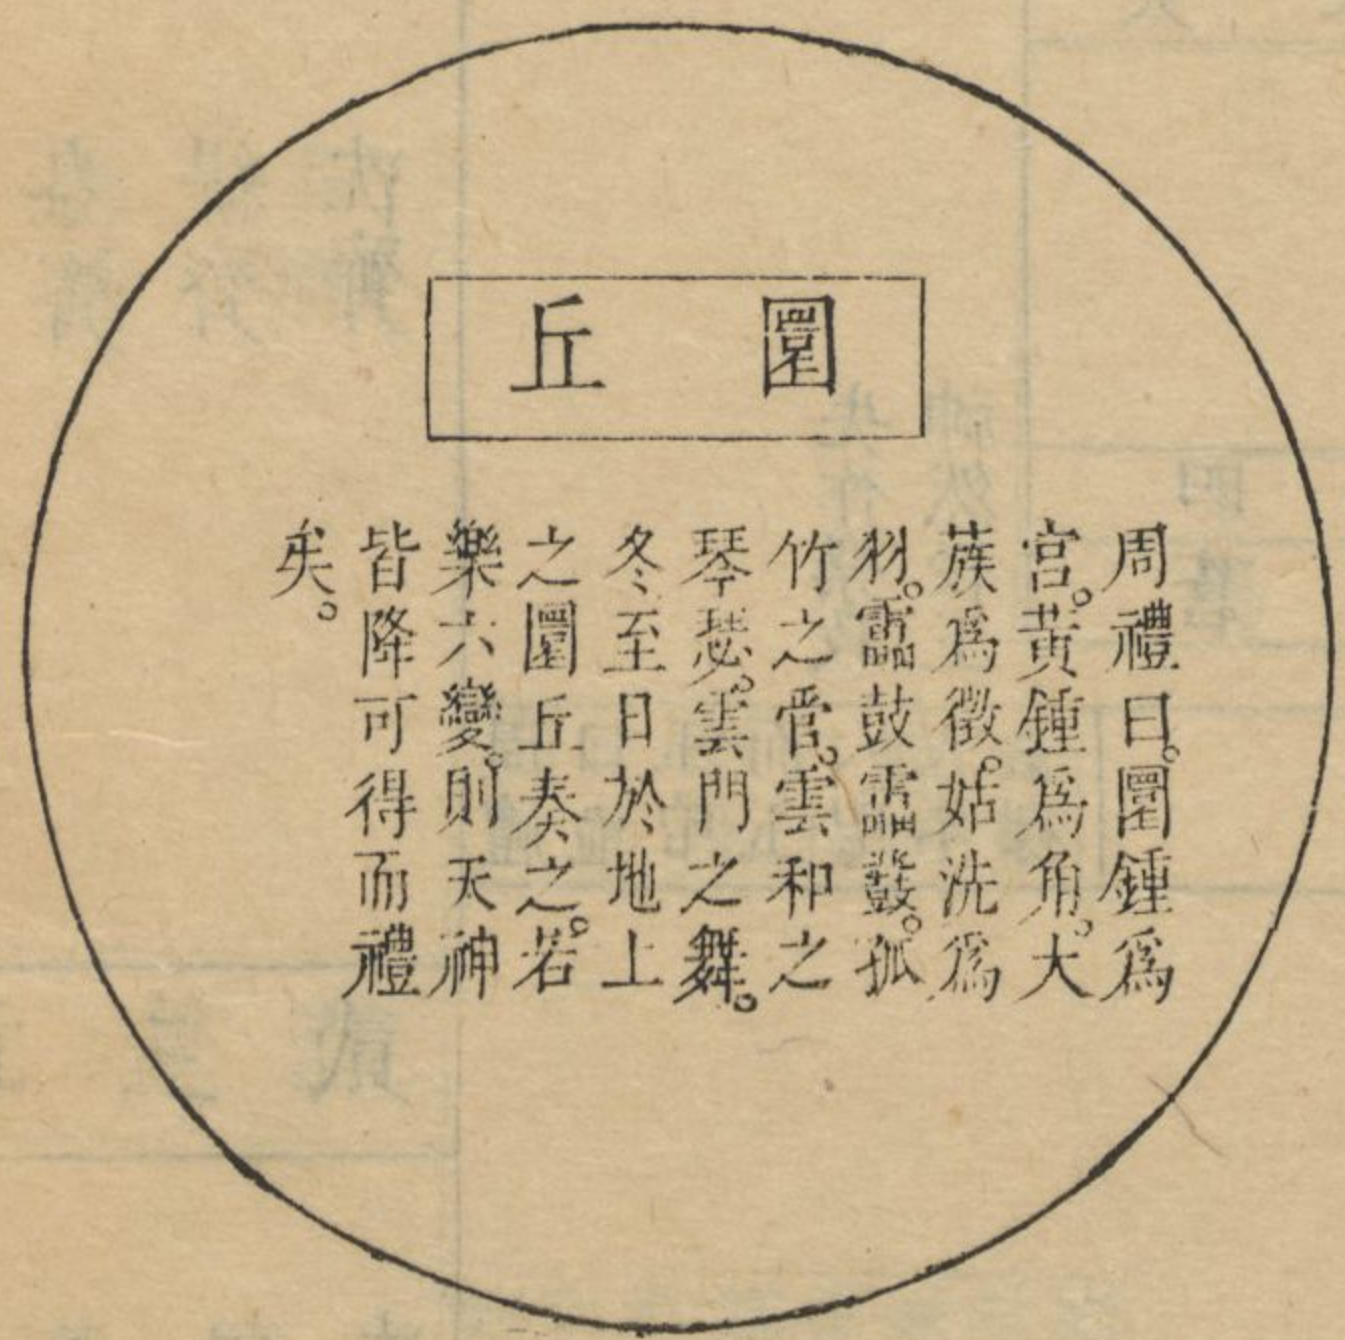 圜丘
周禮曰。圜鍾爲
宮。黃鍾爲角。大
蔟爲徵。姑洗爲
羽。靁鼓靁鼗。孤
竹之管。雲和之
琴瑟。雲門之舞。
冬至日於地上
之圜丘奏之。若
樂六變。則天神
皆降可得而禮
矣。